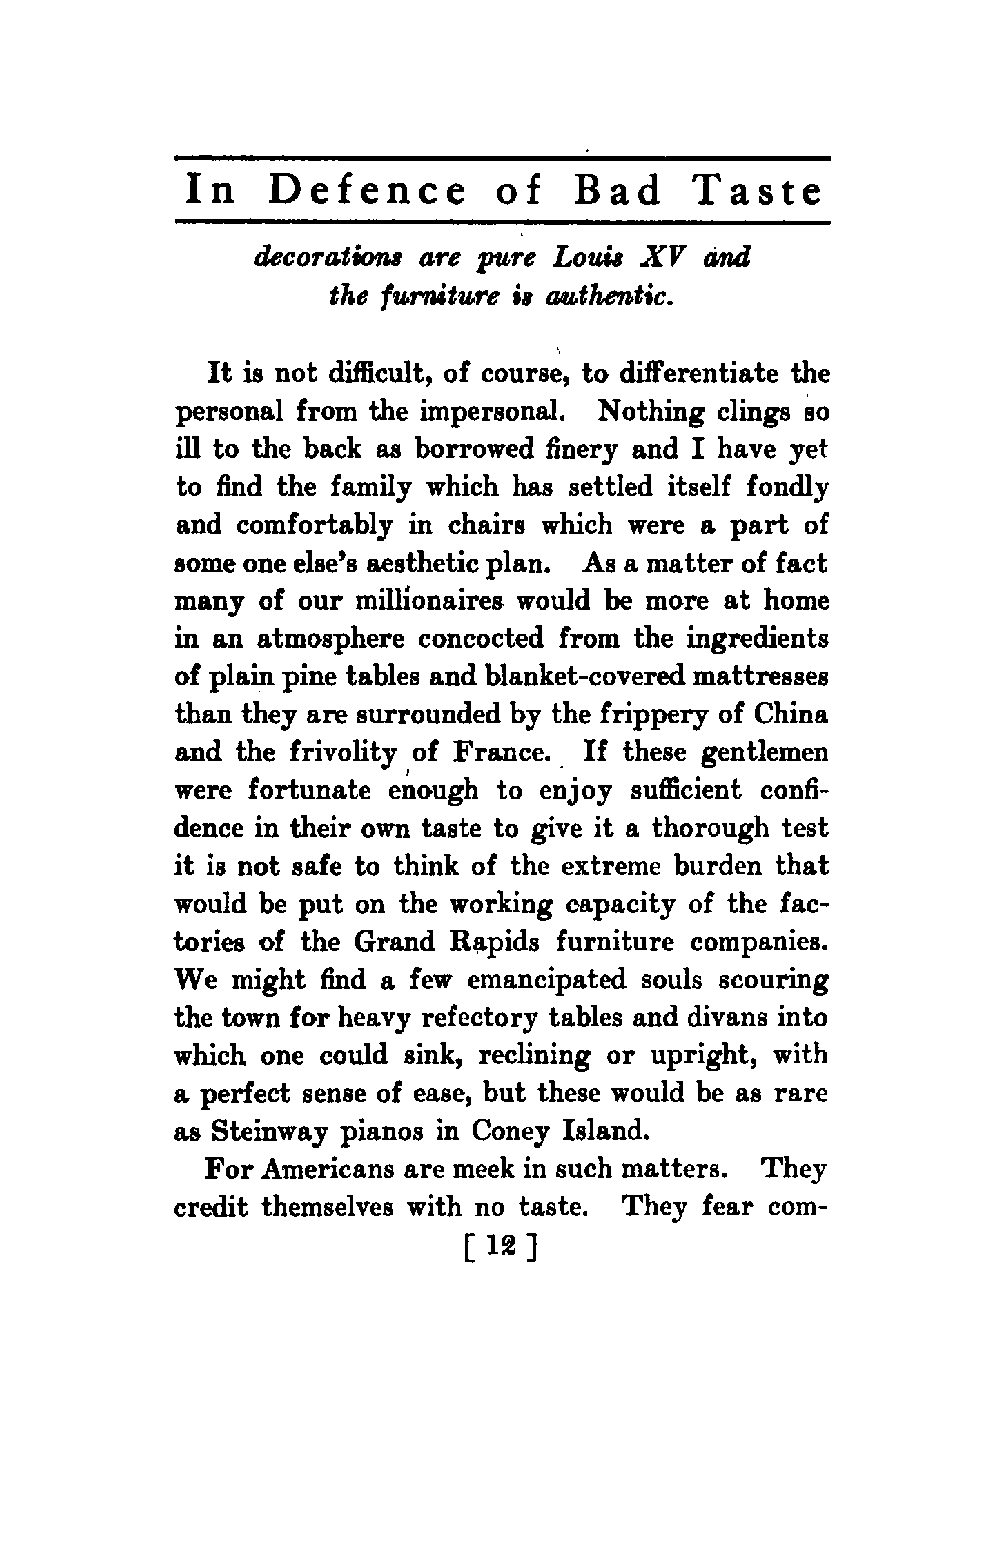 In Defence of Bad Taste
decorations are pure Louis XV and
the furniture is authentic.
It is not difficult, of course, to differentiate the
personal from the impersonal. Nothing clings so
ill to the back as borrowed finery and I have yet
to find the family which has settled itself fondly
and comfortably in chairs which were a part of
some one else's aesthetic plan. As a matter of fact
many of our millionaires would be more at home
in an atmosphere concocted from the ingredients
of plain pine tables and blanket-covered mattresses
than they are surrounded by the frippery of China
and the frivolity of France. If these gentlemen
were fortunate enough to enjoy sufficient confi-
dence in their own taste to give it a thorough test
it is not safe to think of the extreme burden that
would be put on the working capacity of the fac-
tories of the Grand Rapids furniture companies.
We might find a few emancipated souls scouring
the town for heavy refectory tables and divans into
which one could sink, reclining or upright, with
a perfect sense of ease, but these would be as rare
as Steinway pianos in Coney Island.
For Americans are meek in such matters. They
credit themselves with no taste. They fear com-
[ 12 ]